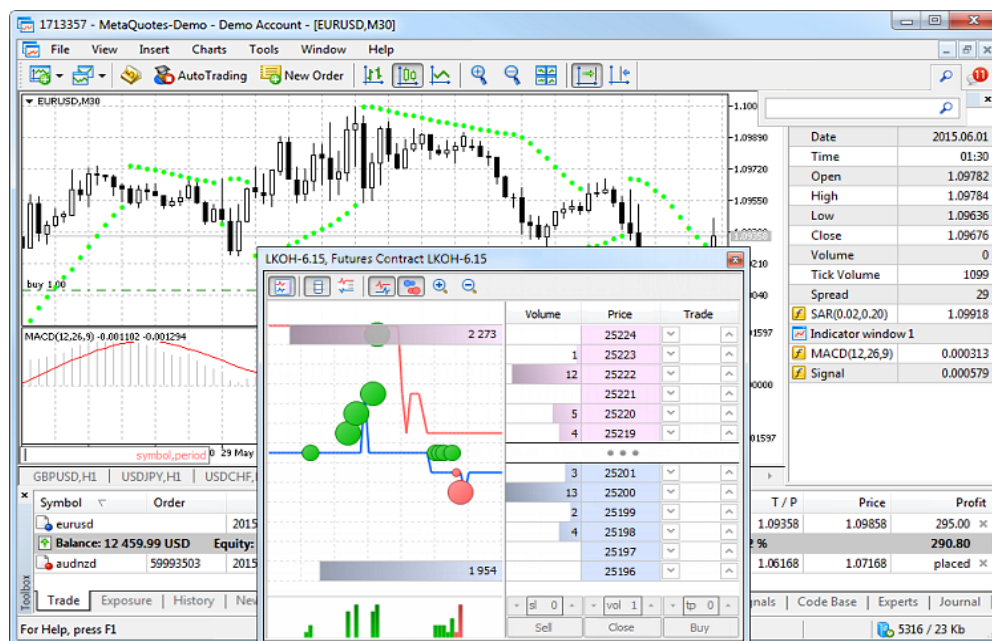 1713357 - MetaQuotes-Demo - Demo Account - [EURUSD,M30]
File View Insert Charts Tools Window Help
AutoTrading New Order 11
EURUSD,M30
1.100
1.09890
1.09720
1.09550
1.09350
buy 1.00
MACD(12,26,9) -0.001102 -0.001294
symbol,period
29 May
GBPUSD,H1 USDJPY,H1 USDCHF,
Date 2015.06.01
Time 01:30
Open 1.09782
High 1.09784
Low 1.09636
Close 1.09676
Volume 0
Tick Volume 1099
Spread 29
SAR(0.02,0.20) 1.09918
Indicator window 1
MACD(12,26,9) 0.000313
Signal 0.000579
LKOH-6.15, Futures Contract LKOH-6.15
Volume Price Trade
2 273
25224
1 25223
12 25222
25221
5 25220
4 25219
3 25201
13 25200
2 25199
4 25198
25197
25196
1 954
sl 0 vol 1 tp 0
Sell Close Buy
Symbol Order T / P Price Profit
eurusd 2015 1.09358 1.09858 295.00
Balance: 12 459.99 USD Equity: 2 % 290.80
audnzd 59993503 2015 1.06168 1.07168 placed
Toolbox
Trade Exposure History Nev
nals Code Base Experts Journal
For Help, press F1 5316 / 23 Kb